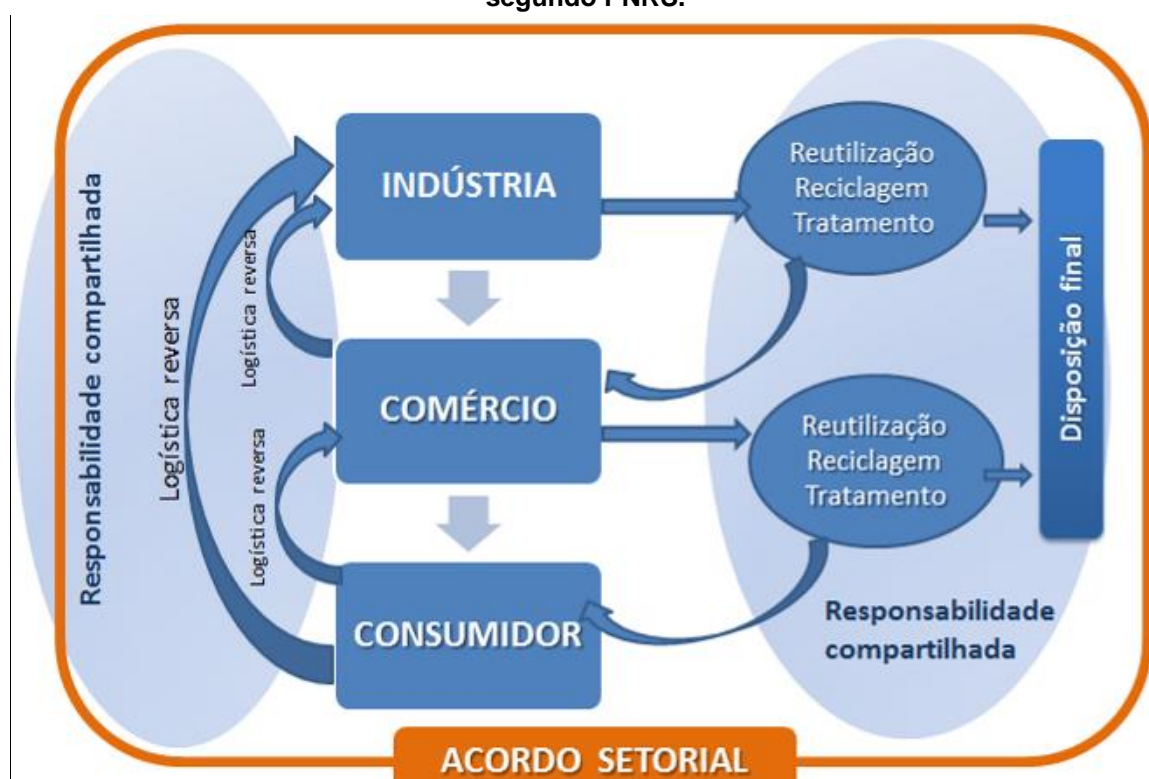 segundo PNRS.
Responsabilidade compartilhada
Logística reversa
Logística reversa
Logística reversa
INDÚSTRIA
COMÉRCIO
CONSUMIDOR
Reutilização
Reciclagem
Tratamento
Reutilização
Reciclagem
Tratamento
Disposição final
Responsabilidade
compartilhada
ACORDO SETORIAL